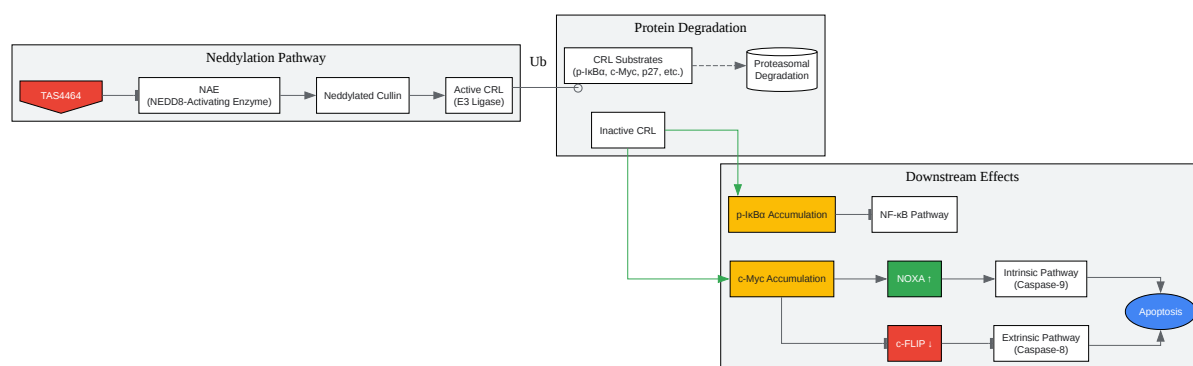 Neddylation Pathway
TAS4464
NAE
(NEDD8-Activating Enzyme)
Neddylated Cullin
Active CRL
(E3 Ligase)
Ub
Protein Degradation
CRL Substrates
(p-IκBα, c-Myc, p27, etc.)
Proteasomal
Degradation
Inactive CRL
Downstream Effects
p-IκBα Accumulation
NF-κB Pathway
c-Myc Accumulation
NOXA ↑
Intrinsic Pathway
(Caspase-9)
Apoptosis
c-FLIP ↓
Extrinsic Pathway
(Caspase-8)